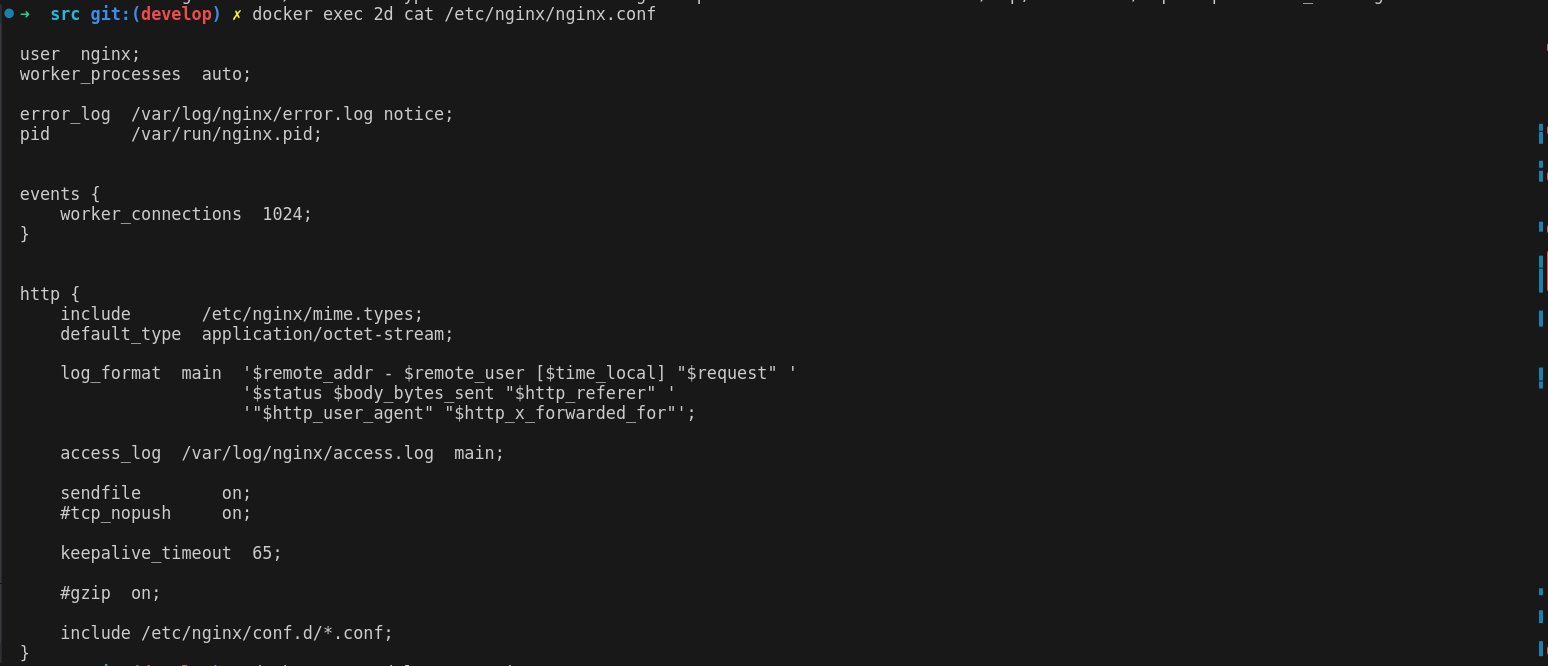 →  src git:(develop) ✗ docker exec 2d cat /etc/nginx/nginx.conf

user  nginx;
worker_processes  auto;

error_log  /var/log/nginx/error.log notice;
pid        /var/run/nginx.pid;


events {
    worker_connections  1024;
}


http {
    include       /etc/nginx/mime.types;
    default_type  application/octet-stream;

    log_format  main  '$remote_addr - $remote_user [$time_local] "$request" '
                      '$status $body_bytes_sent "$http_referer" '
                      '"$http_user_agent" "$http_x_forwarded_for"';

    access_log  /var/log/nginx/access.log  main;

    sendfile        on;
    #tcp_nopush     on;

    keepalive_timeout  65;

    #gzip  on;

    include /etc/nginx/conf.d/*.conf;
}